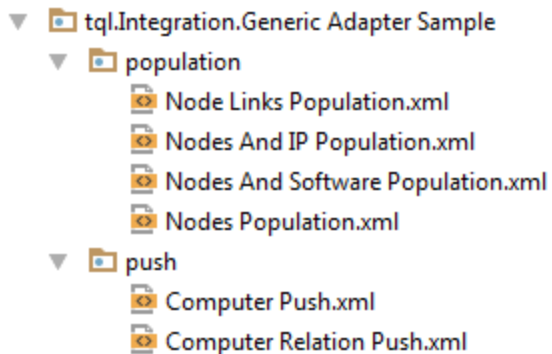 tql.Integration.Generic Adapter Sample
population
Node Links Population.xml
Nodes And IP Population.xml
Nodes And Software Population.xml
Nodes Population.xml
push
Computer Push.xml
Computer Relation Push.xml